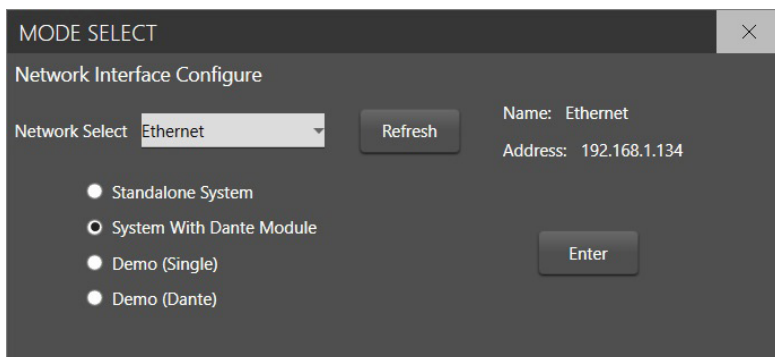 MODE SELECT
Network Interface Configure
Network Select Ethernet Refresh
Name: Ethernet
Address: 192.168.1.134
Standalone System
System With Dante Module
Demo (Single)
Demo (Dante)
Enter